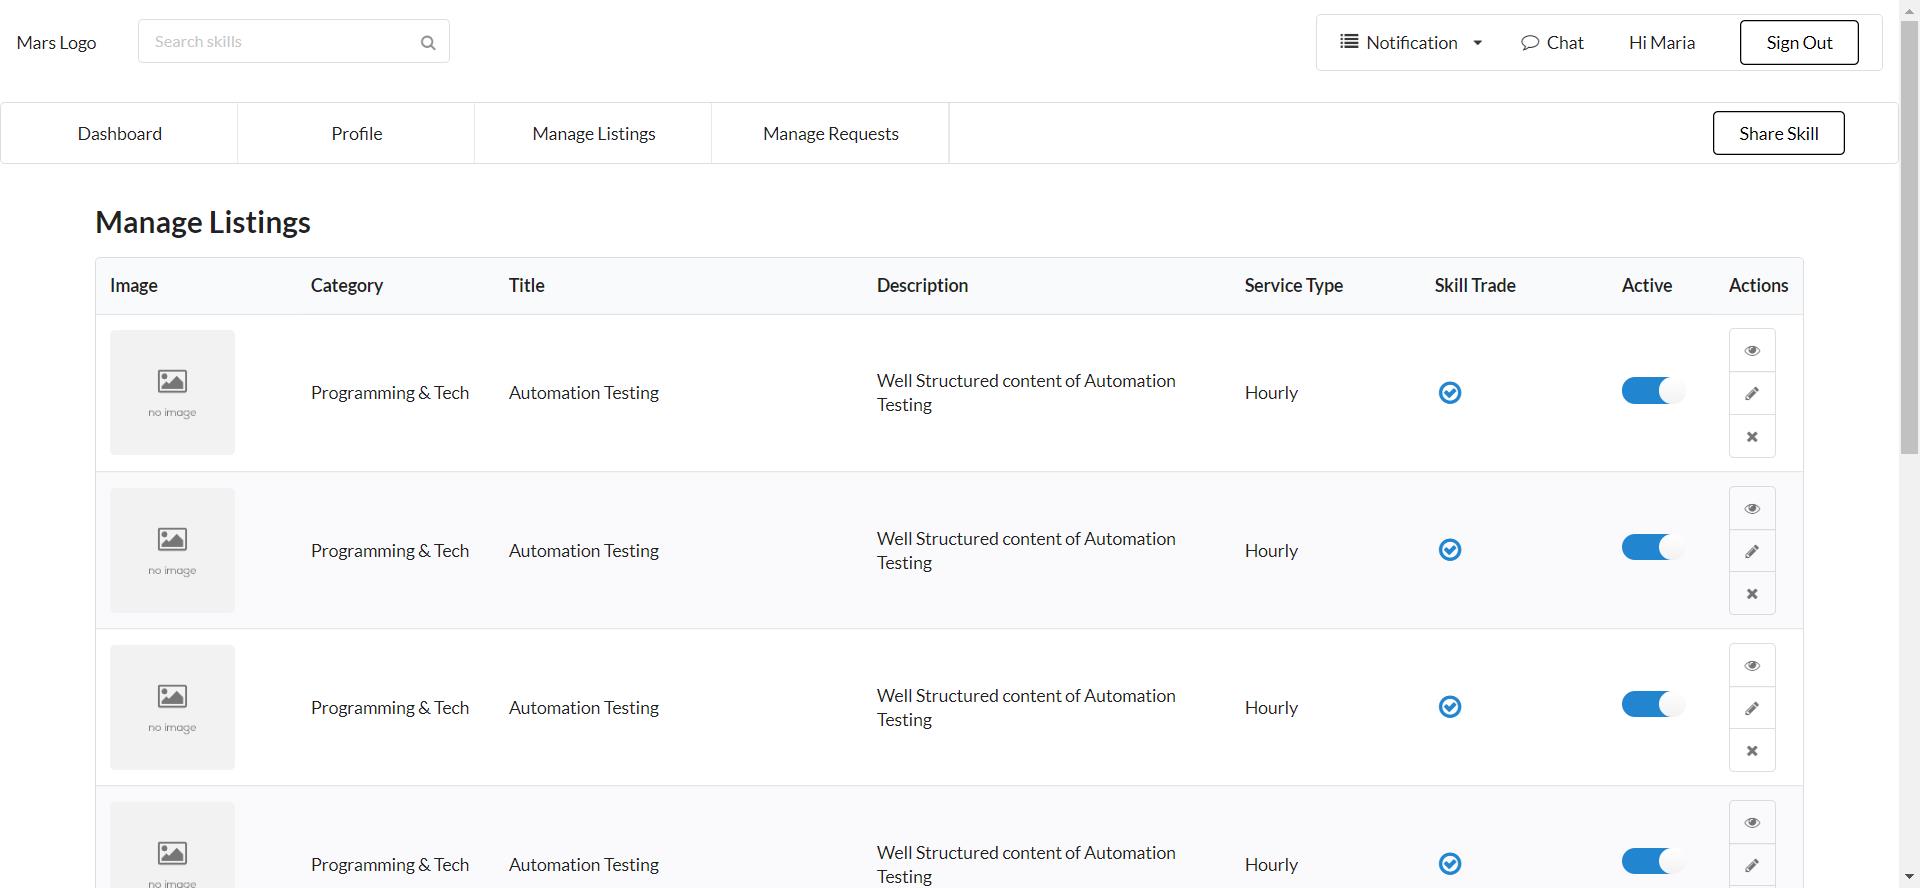 Mars Logo
Search skills
Notification
Chat
Hi Maria
Sign Out
Dashboard
Profile
Manage Listings
Manage Requests
Share Skill
Manage Listings
Image Category Title Description Service Type Skill Trade Active Actions
no image
Programming & Tech
Automation Testing
Well Structured content of Automation
Testing
Hourly
no image
Programming & Tech
Automation Testing
Well Structured content of Automation
Testing
Hourly
no image
Programming & Tech
Automation Testing
Well Structured content of Automation
Testing
Hourly
no image
Programming & Tech
Automation Testing
Well Structured content of Automation
Testing
Hourly